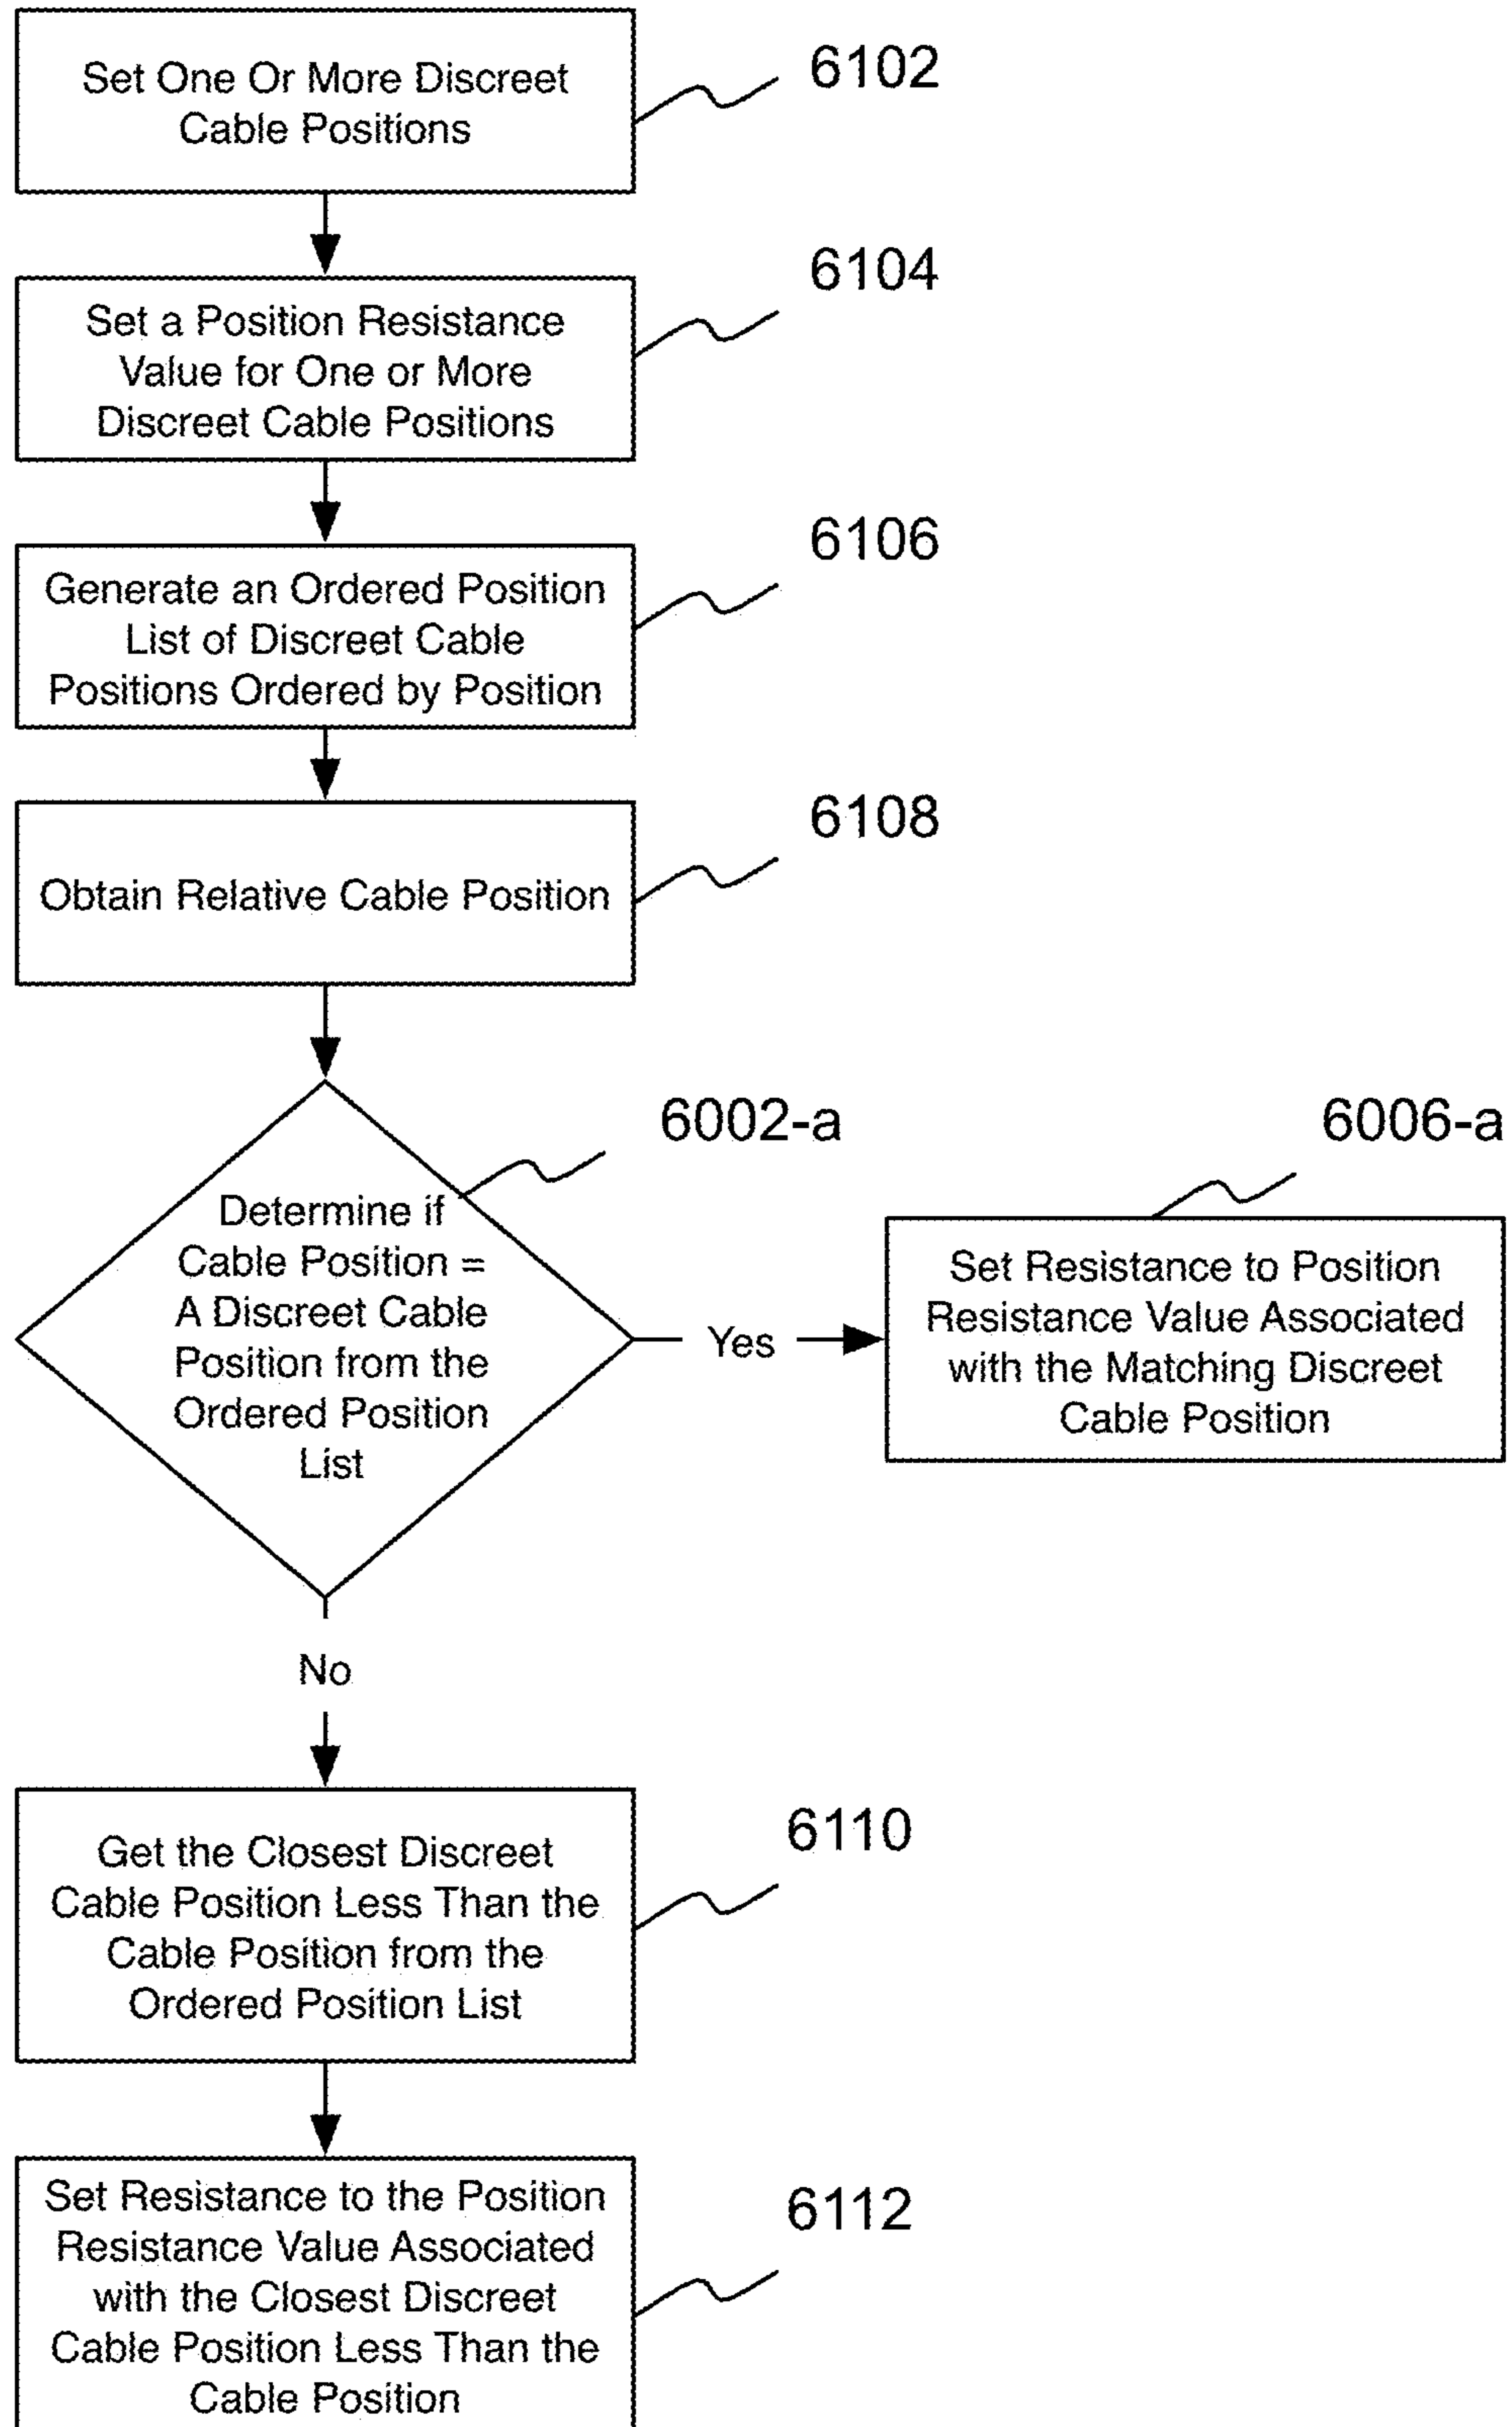 Set One Or More Discreet
Cable Positions
6102
Set a Position Resistance
Value for One or More
Discreet Cable Positions
6104
Generate an Ordered Position
List of Discreet Cable
Positions Ordered by Position
6106
Obtain Relative Cable Position
6108
Determine if
Cable Position =
A Discreet Cable
Position from the
Ordered Position
List
6002-a
Yes
Set Resistance to Position
Resistance Value Associated
with the Matching Discreet
Cable Position
6006-a
No
Get the Closest Discreet
Cable Position Less Than the
Cable Position from the
Ordered Position List
6110
Set Resistance to the Position
Resistance Value Associated
with the Closest Discreet
Cable Position Less Than the
Cable Position
6112